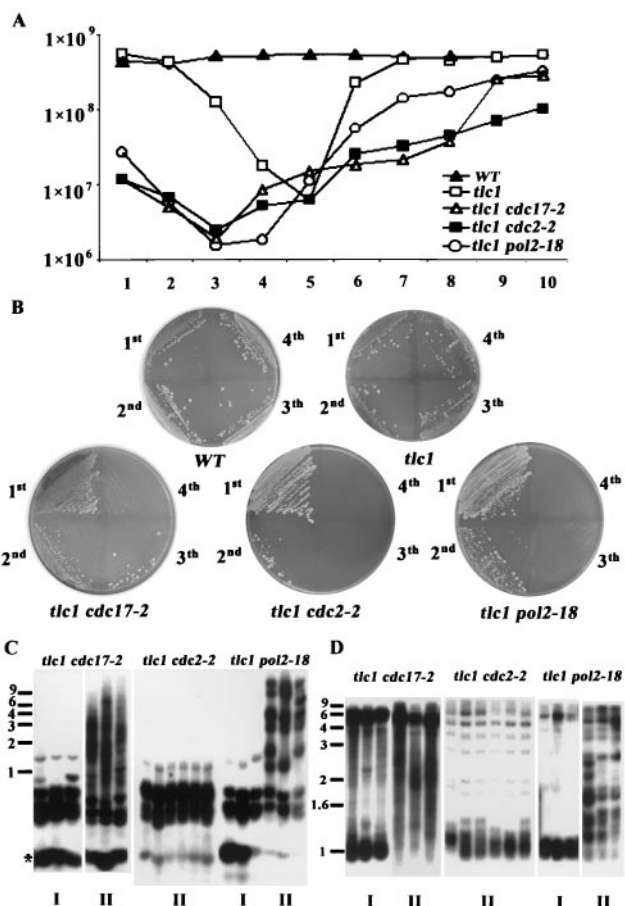 A
1×10⁹
1×10⁸
1×10⁷
1×10⁶
WT
tlc1
tlc1 cdc17-2
tlc1 cdc2-2
tlc1 pol2-18
1 2 3 4 5 6 7 8 9 10
B
1st 4th 1st 4th
2nd 3th 2nd 3th
WT tlc1
1st 4th 1st 4th 1st 4th
2nd 3th 2nd 3th 2nd 3th
tlc1 cdc17-2 tlc1 cdc2-2 tlc1 pol2-18
C D
tlc1 cdc17-2 tlc1 cdc2-2 tlc1 pol2-18 tlc1 cdc17-2 tlc1 cdc2-2 tlc1 pol2-18
9
6
4
3
2
1
*
I II II I II
9
6
4
3
2
1.6
1
I II II I II